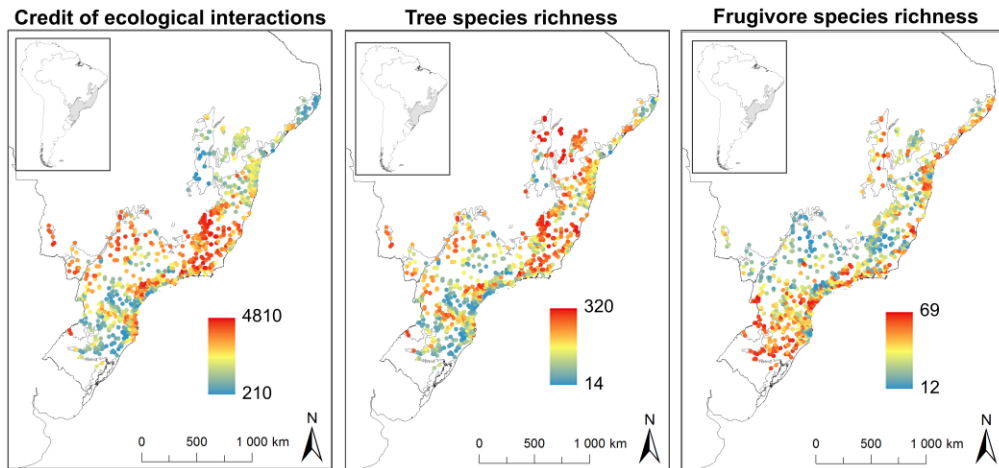 Credit of ecological interactions
Tree species richness
Frugivore species richness
4810
210
N
0 500 1 000 km
320
14
N
0 500 1 000 km
69
12
N
0 500 1 000 km